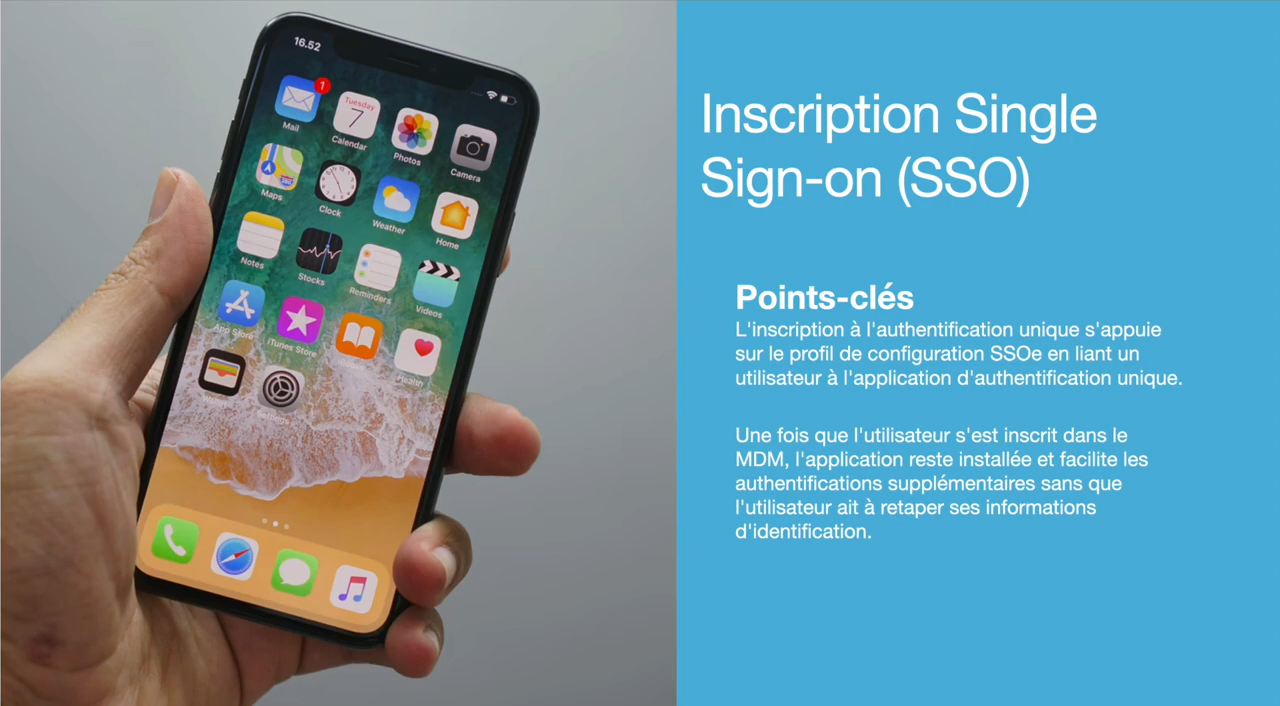 16.52
1
Mail
Tuesday
7
Calendar
Photos
Camera
Maps
Clock
Weather
Home
Notes
Stocks
Reminders
Videos
App Store
iTunes Store
Health
Settings
Inscription Single
Sign-on (SSO)
Points-clés
L'inscription à l'authentification unique s'appuie
sur le profil de configuration SSOe en liant un
utilisateur à l'application d'authentification unique.
Une fois que l'utilisateur s'est inscrit dans le
MDM, l'application reste installée et facilite les
authentifications supplémentaires sans que
l'utilisateur ait à retaper ses informations
d'identification.